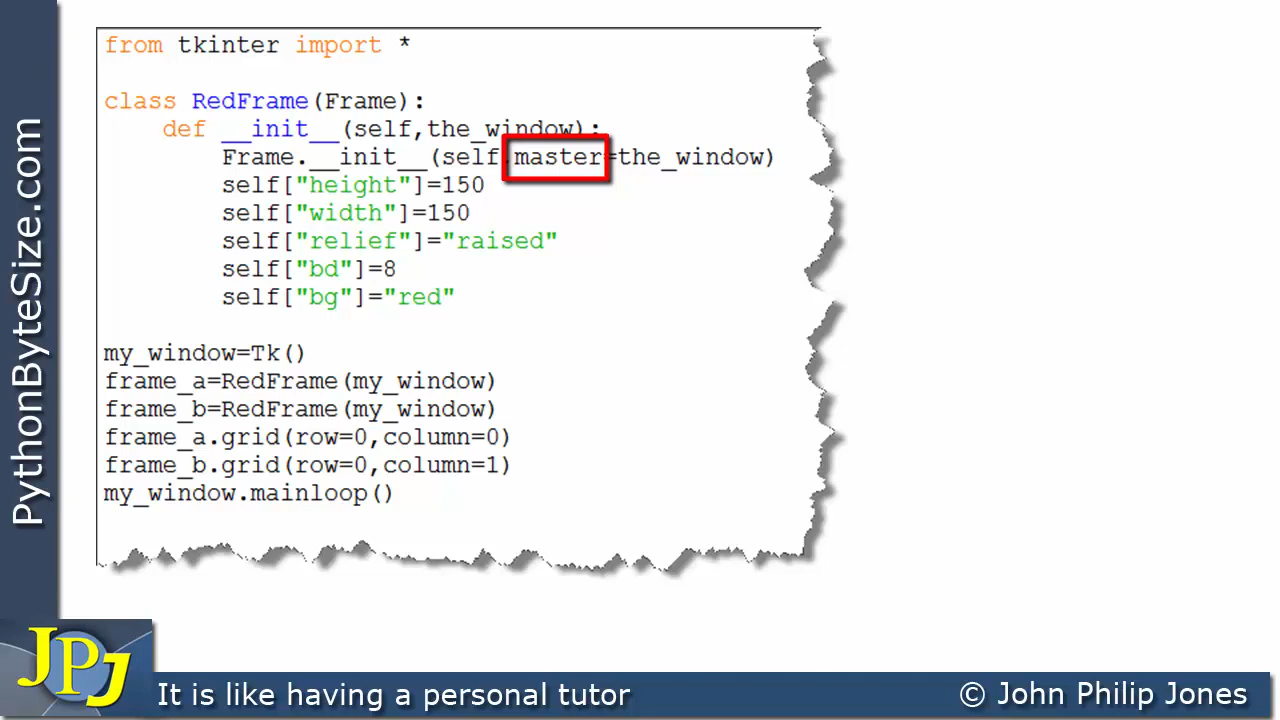 from tkinter import *
class RedFrame(Frame):
def __init__(self,the_window):
Frame.__init__(self,master=the_window)
self["height"]=150
self["width"]=150
self["relief"]="raised"
self["bd"]=8
self["bg"]="red"
my_window=Tk()
frame_a=RedFrame(my_window)
frame_b=RedFrame(my_window)
frame_a.grid(row=0,column=0)
frame_b.grid(row=0,column=1)
my_window.mainloop()
PythonByteSize.com
JPJ
It is like having a personal tutor
© John Philip Jones